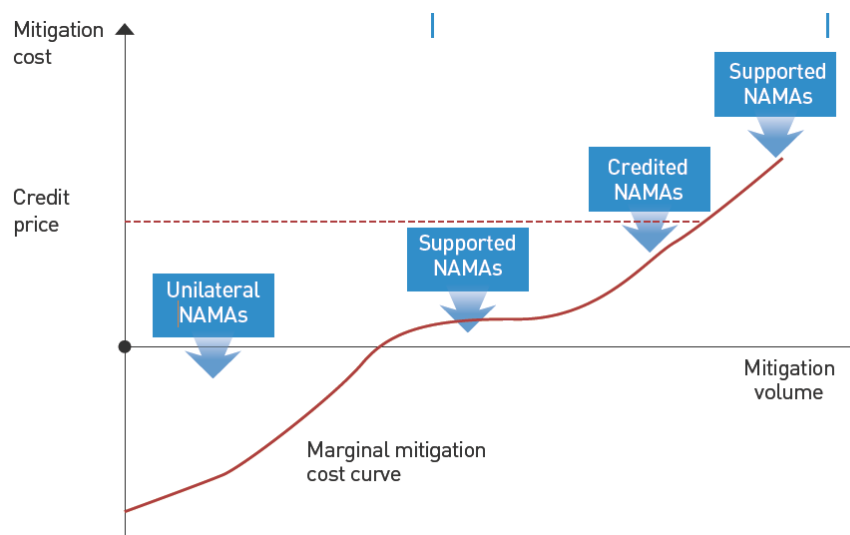 Mitigation
cost
Supported
NAMAs
Credited
NAMAs
Credit
price
Supported
NAMAs
Unilateral
NAMAs
Mitigation
volume
Marginal mitigation
cost curve